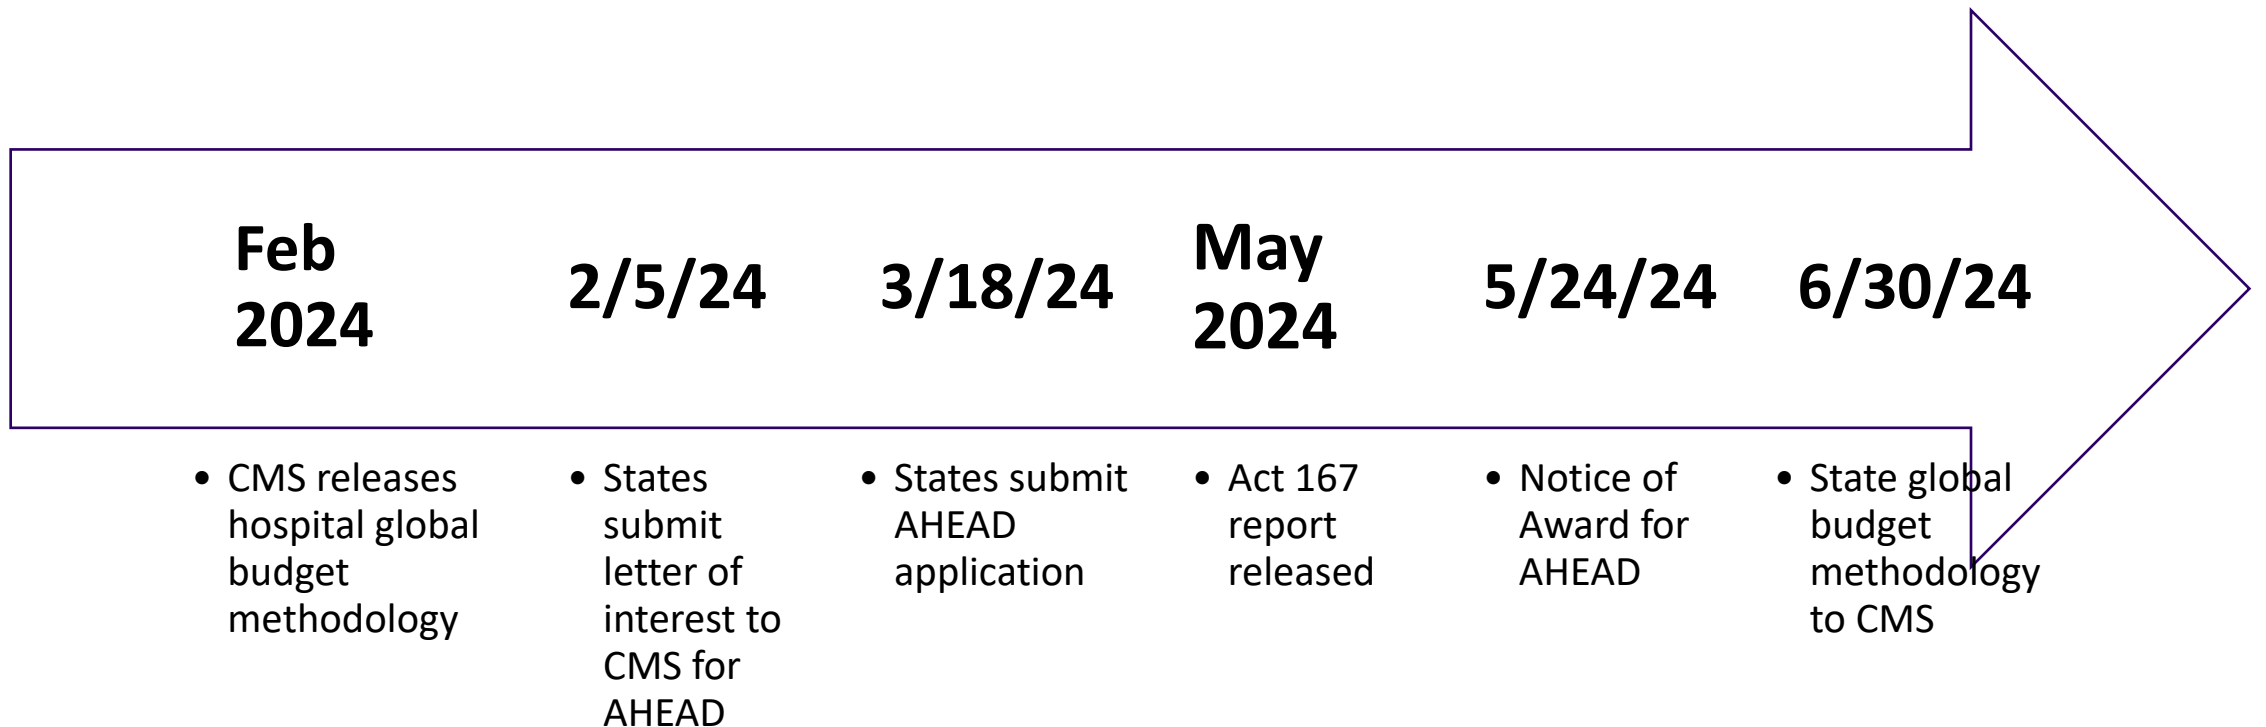 Feb
2024
2/5/24
3/18/24
May
2024
5/24/24
6/30/24
• CMS releases
hospital global
budget
methodology
• States
submit
letter of
interest to
CMS for
AHEAD
• States submit
AHEAD
application
• Act 167
report
released
• Notice of
Award for
AHEAD
• State global
budget
methodology
to CMS